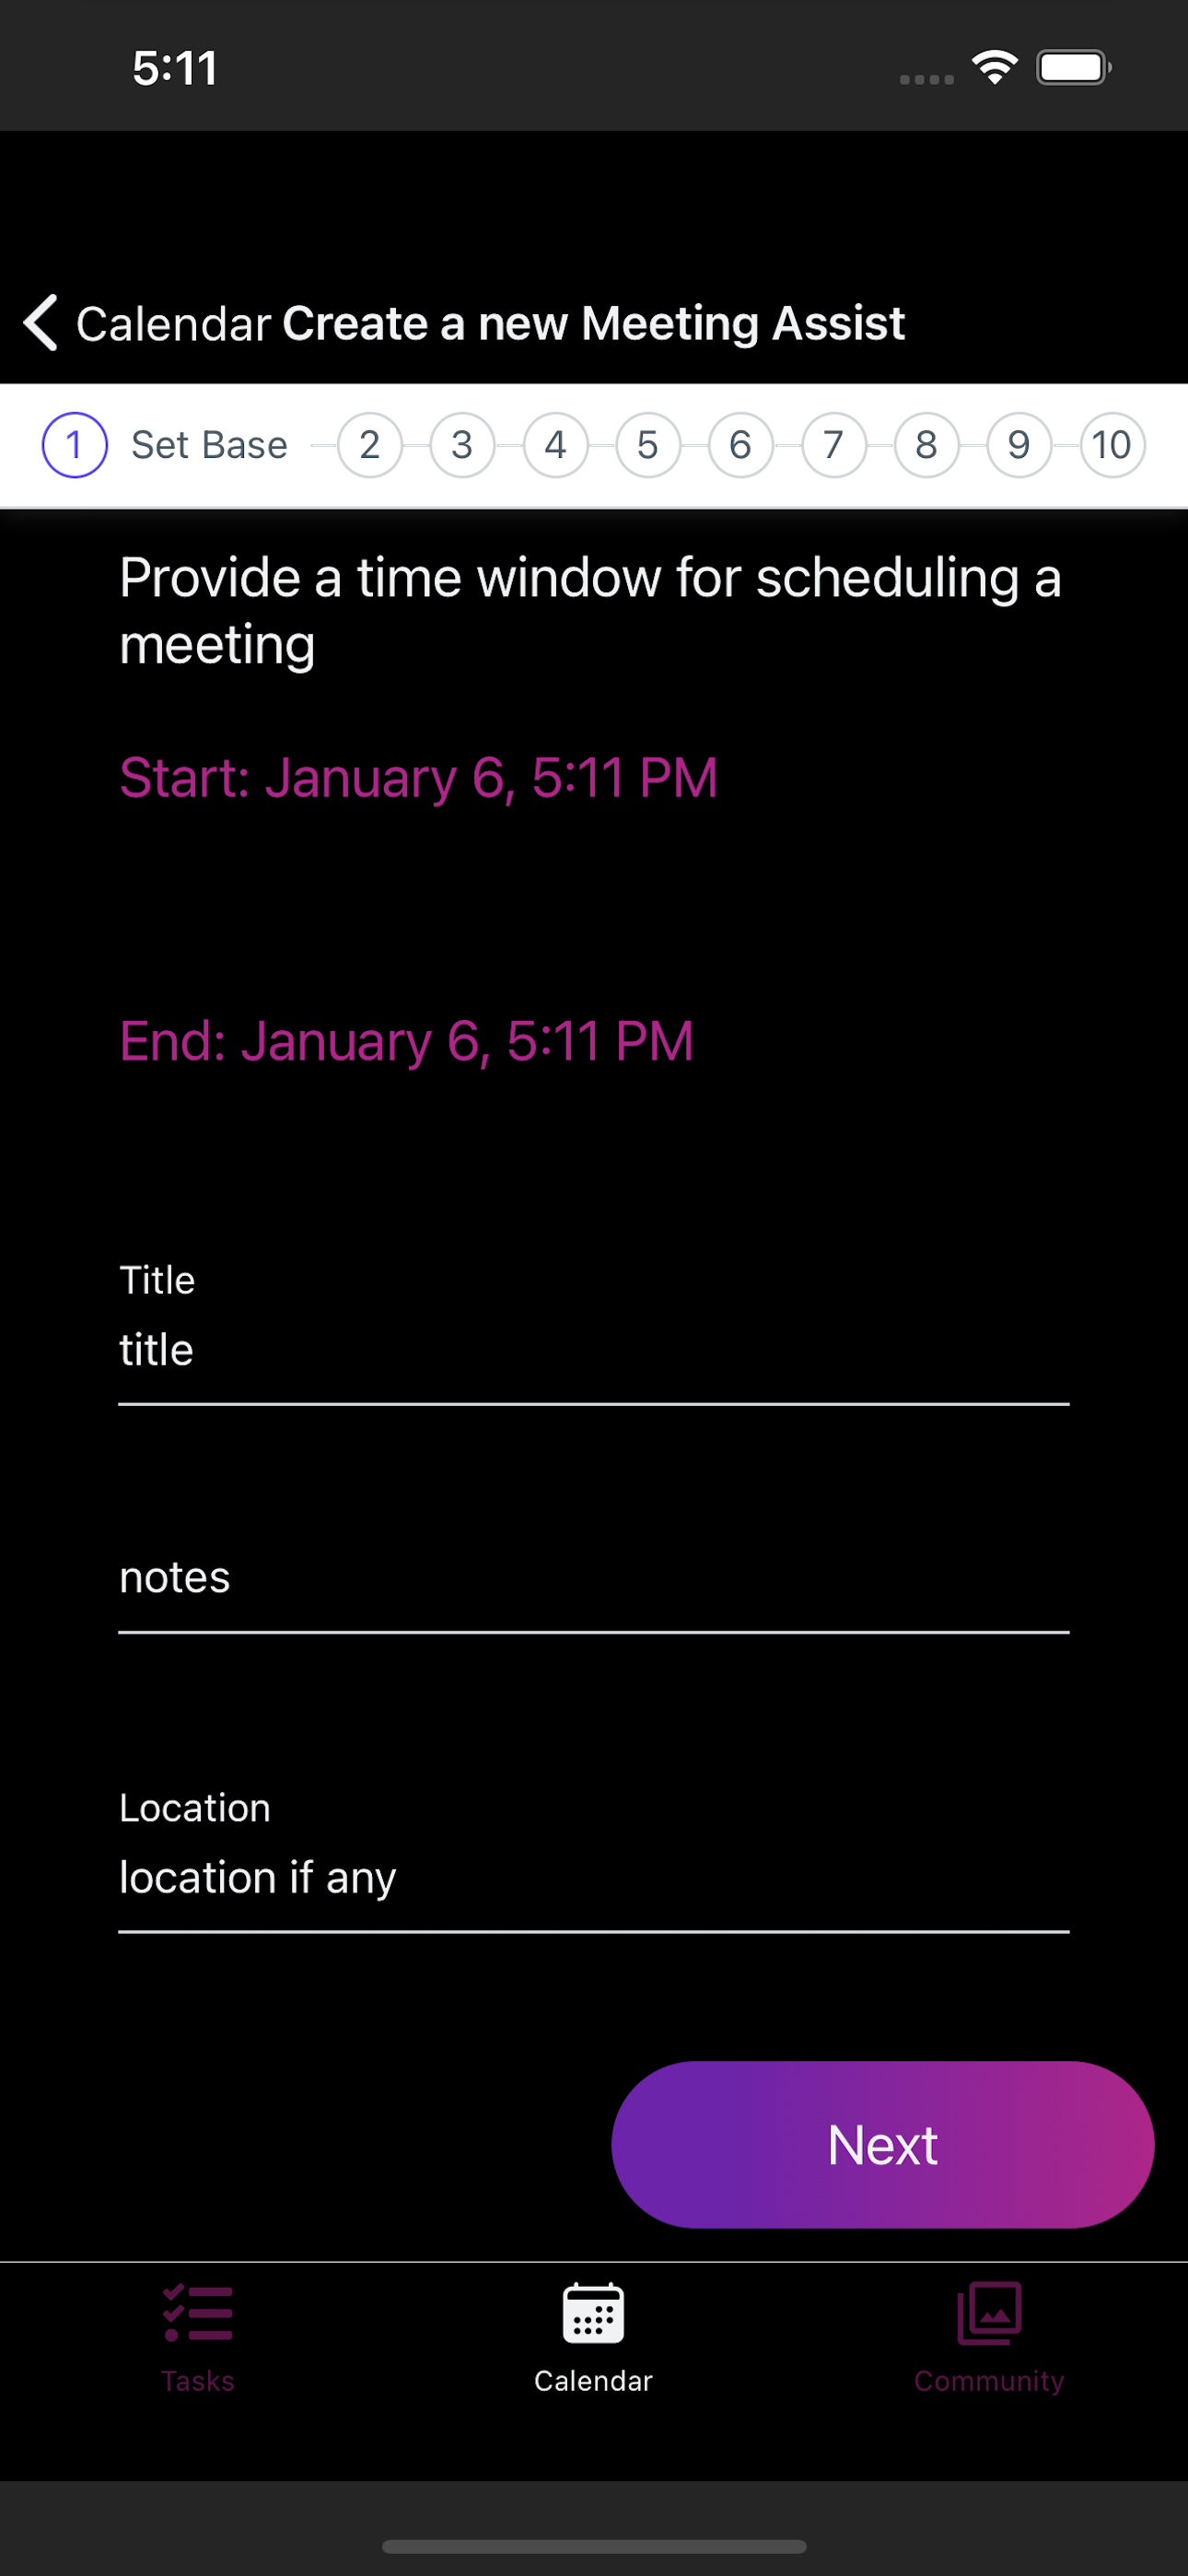 5:11
Calendar Create a new Meeting Assist
1 Set Base 2 3 4 5 6 7 8 9 10
Provide a time window for scheduling a
meeting
Start: January 6, 5:11 PM
End: January 6, 5:11 PM
Title
title
notes
Location
location if any
Next
Tasks Calendar Community